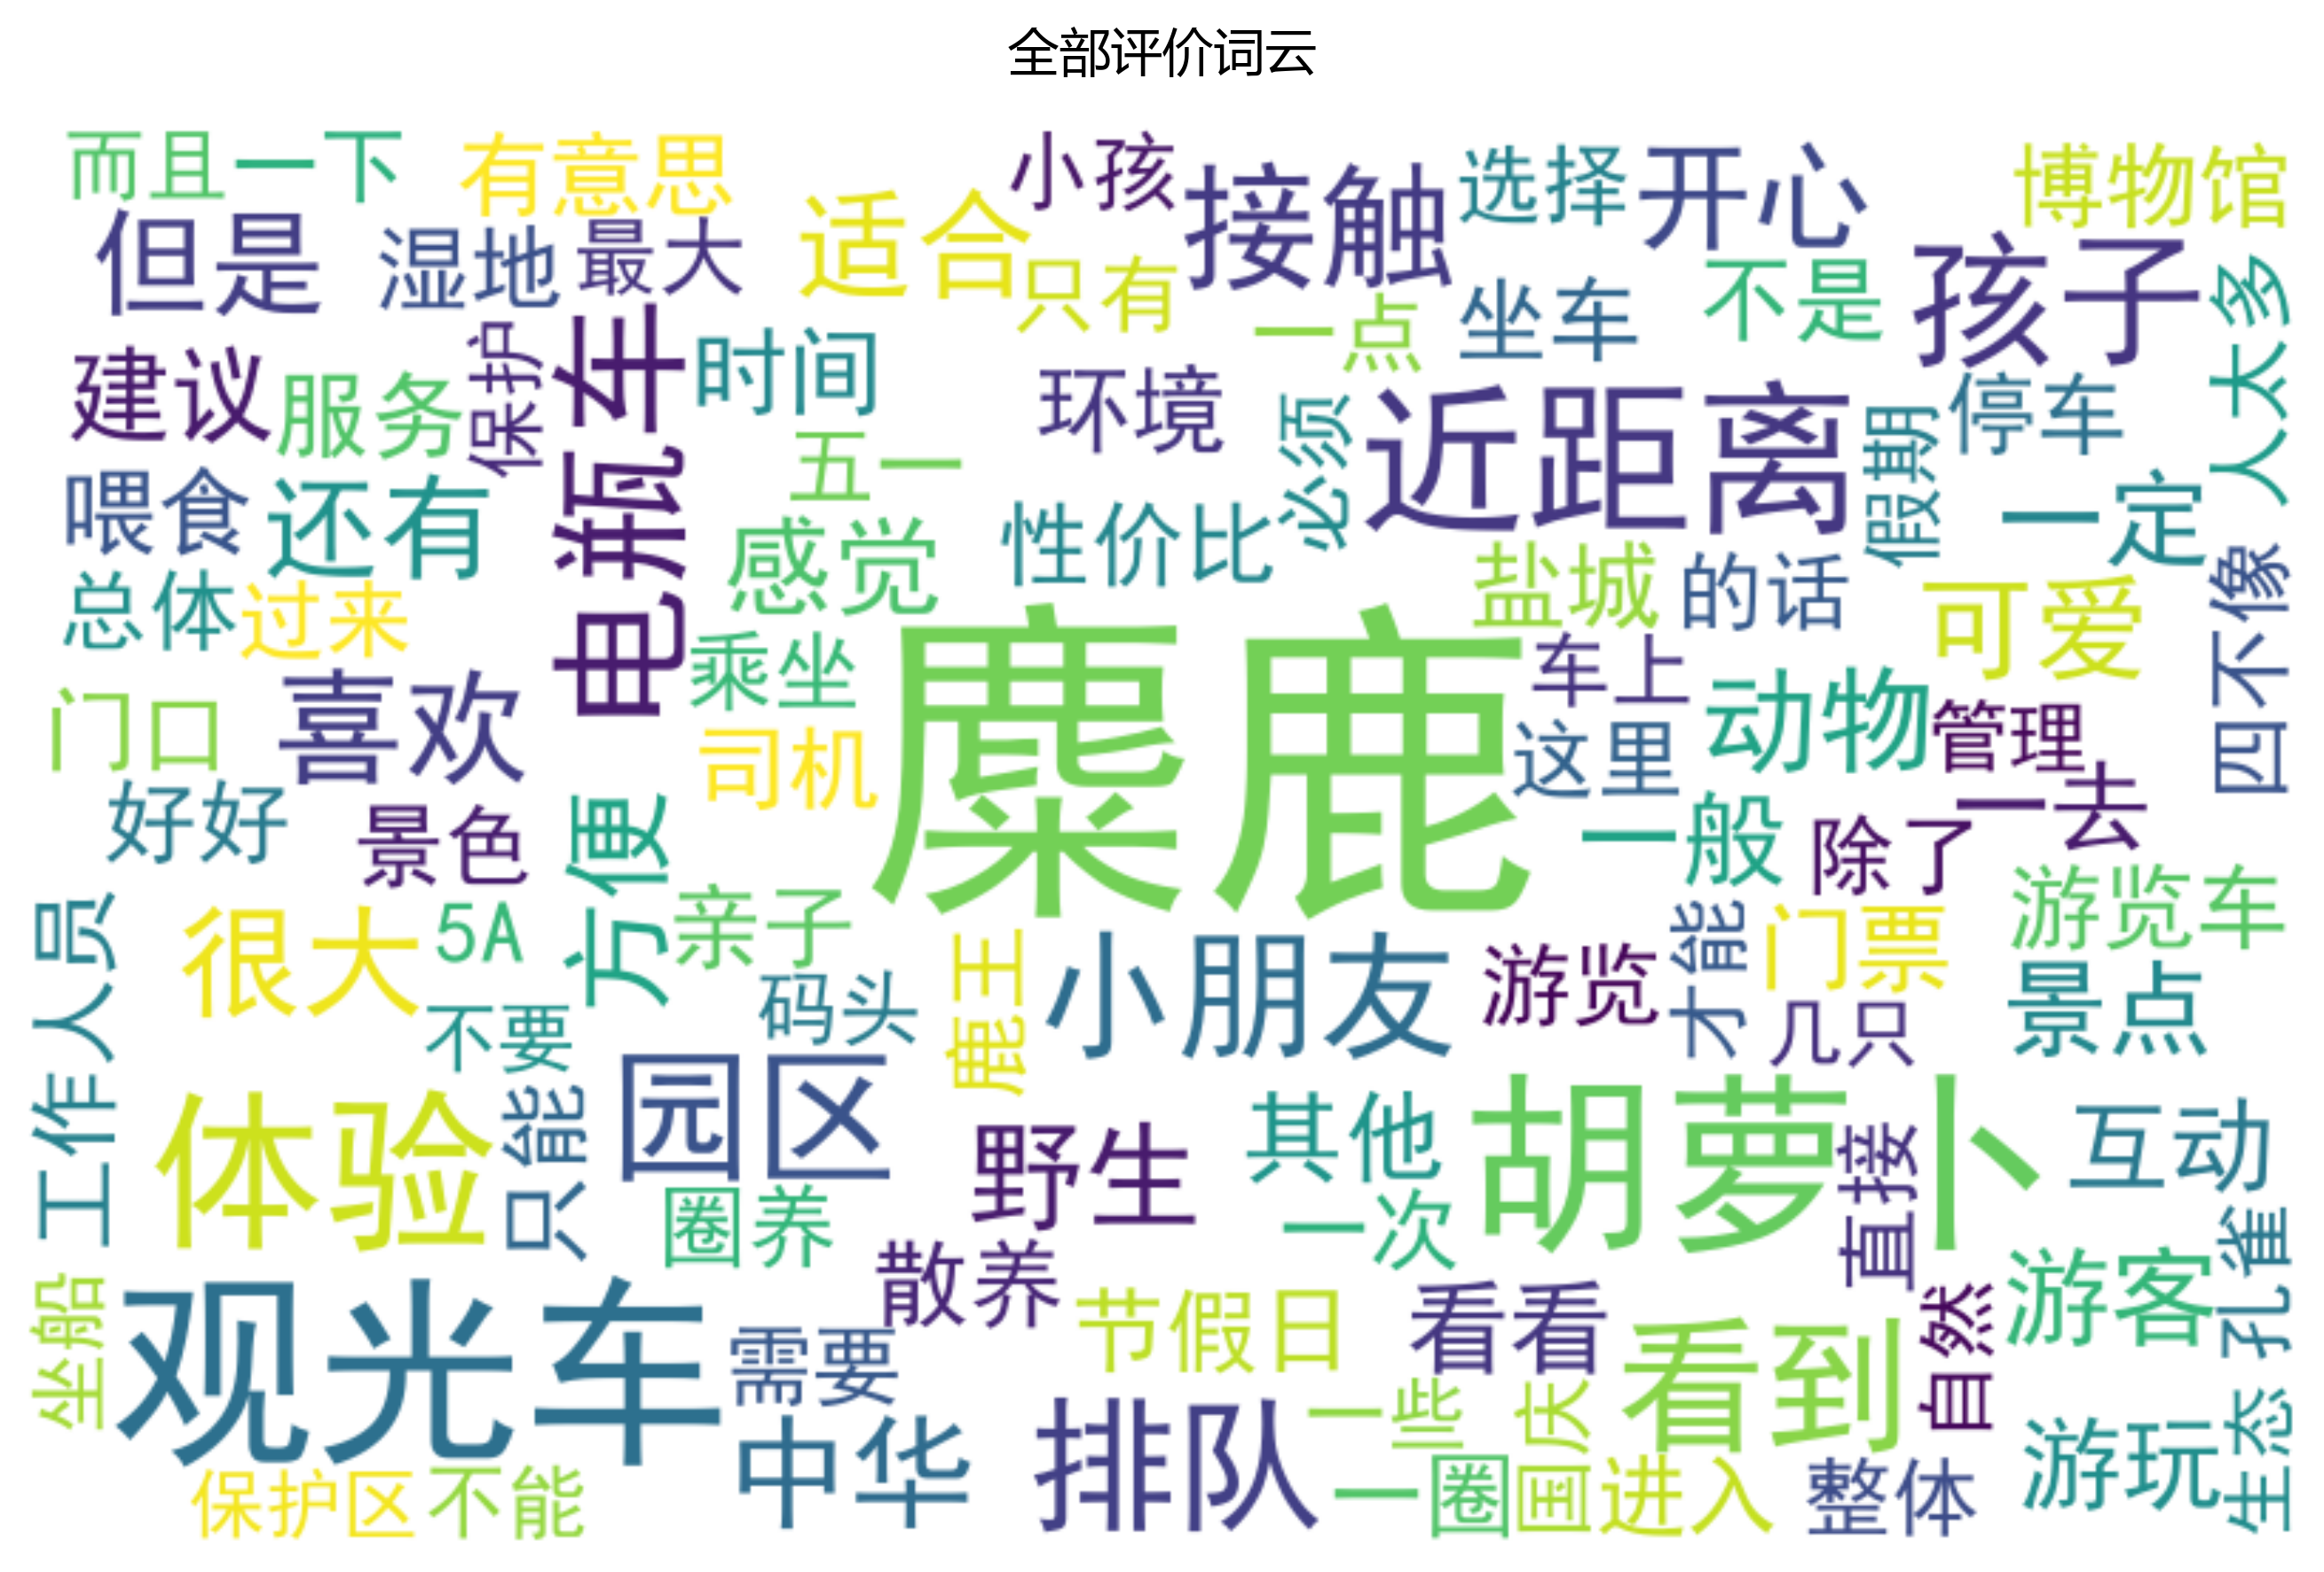 全部评价词云
而且
一下
有意思
小孩
接触
选择
开心
博物馆
但是
湿地
最大
适合
只有
一点
坐车
不是
孩子
人太多
建议
服务
保护
电瓶车
时间
环境
必须
近距离
假期
停车
喂食
还有
五一
感觉
性价比
一定
四不像
总体
过来
乘坐
盐城
的话
可爱
门口
喜欢
司机
麋鹿
车上
动物
管理
这里
好好
景色
方便
一般
除了
一去
工作人员
很大
5A
亲子
码头
鹿王
小朋友
游览
才能
门票
游览车
几只
景点
不要
体验
只能
园区
圈养
野生
其他
一次
胡萝卜
直接
互动
孔雀
坐船
观光车
需要
散养
节假日
看看
看到
自然
游客
保护区
不能
中华
排队
一些
一圈
国庆
进入
整体
游玩
生态